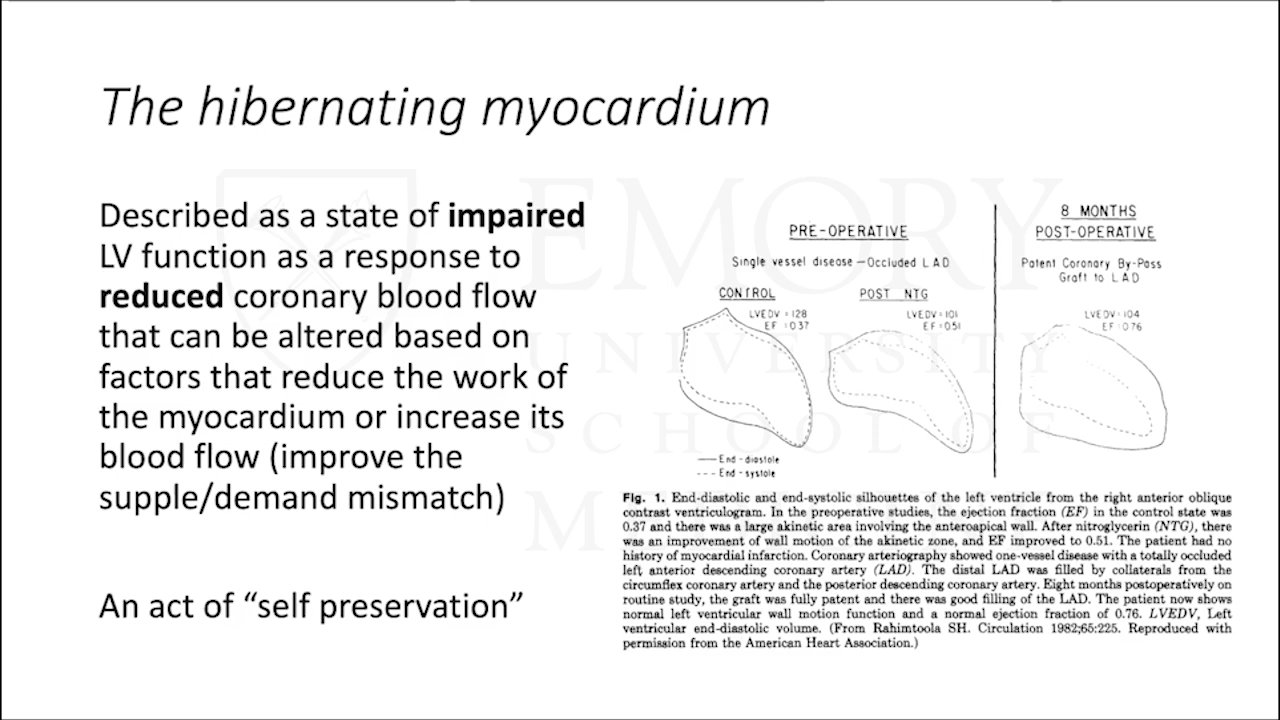 The hibernating myocardium
Described as a state of impaired
LV function as a response to
reduced coronary blood flow
that can be altered based on
factors that reduce the work of
the myocardium or increase its
blood flow (improve the
supple/demand mismatch)
An act of “self preservation”
EMORY
UNIVERSITY
SCHOOL OF
M
PRE-OPERATIVE
Single vessel disease — Occluded LAD
CONTROL
LVEDV = 128
EF = 0.37
POST NTG
LVEDV = 101
EF = 0.51
End-diastole
End-systole
8 MONTHS
POST-OPERATIVE
Patent Coronary By-Pass
Graft to LAD
LVEDV = 104
EF = 0.76
Fig. 1. End-diastolic and end-systolic silhouettes of the left ventricle from the right anterior oblique
contrast ventriculogram. In the preoperative studies, the ejection fraction (EF) in the control state was
0.37 and there was a large akinetic area involving the anteroapical wall. After nitroglycerin (NTG), there
was an improvement of wall motion of the akinetic zone, and EF improved to 0.51. The patient had no
history of myocardial infarction. Coronary arteriography showed one-vessel disease with a totally occluded
left anterior descending coronary artery (LAD). The distal LAD was filled by collaterals from the
circumflex coronary artery and the posterior descending coronary artery. Eight months postoperatively on
routine study, the graft was fully patent and there was good filling of the LAD. The patient now shows
normal left ventricular wall motion function and a normal ejection fraction of 0.76. LVEDV, Left
ventricular end-diastolic volume. (From Rahimtoola SH. Circulation 1982;65:225. Reproduced with
permission from the American Heart Association.)